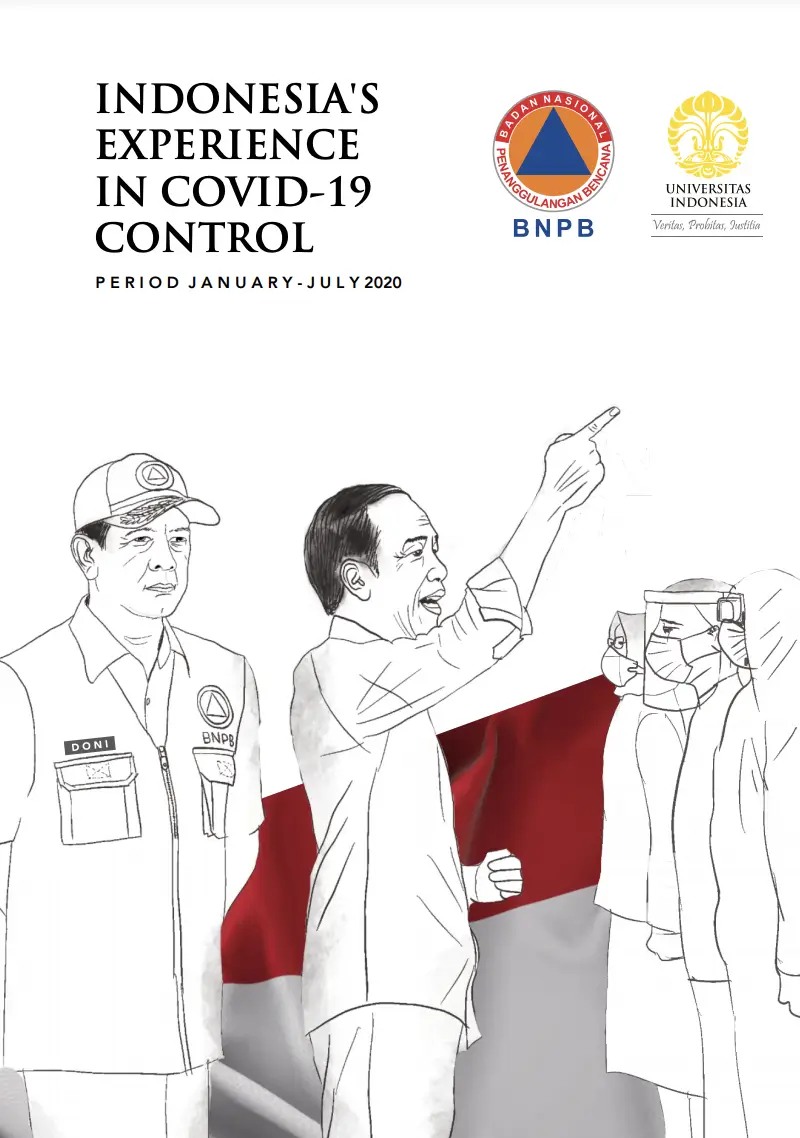 INDONESIA'S
EXPERIENCE
IN COVID-19
CONTROL
PERIOD JANUARY-JULY 2020
BADAN NASIONAL
PENANGGULANGAN BENCANA
BNPB
UNIVERSITAS
INDONESIA
Veritas, Probitas, Iustitia
DONI
BNPB